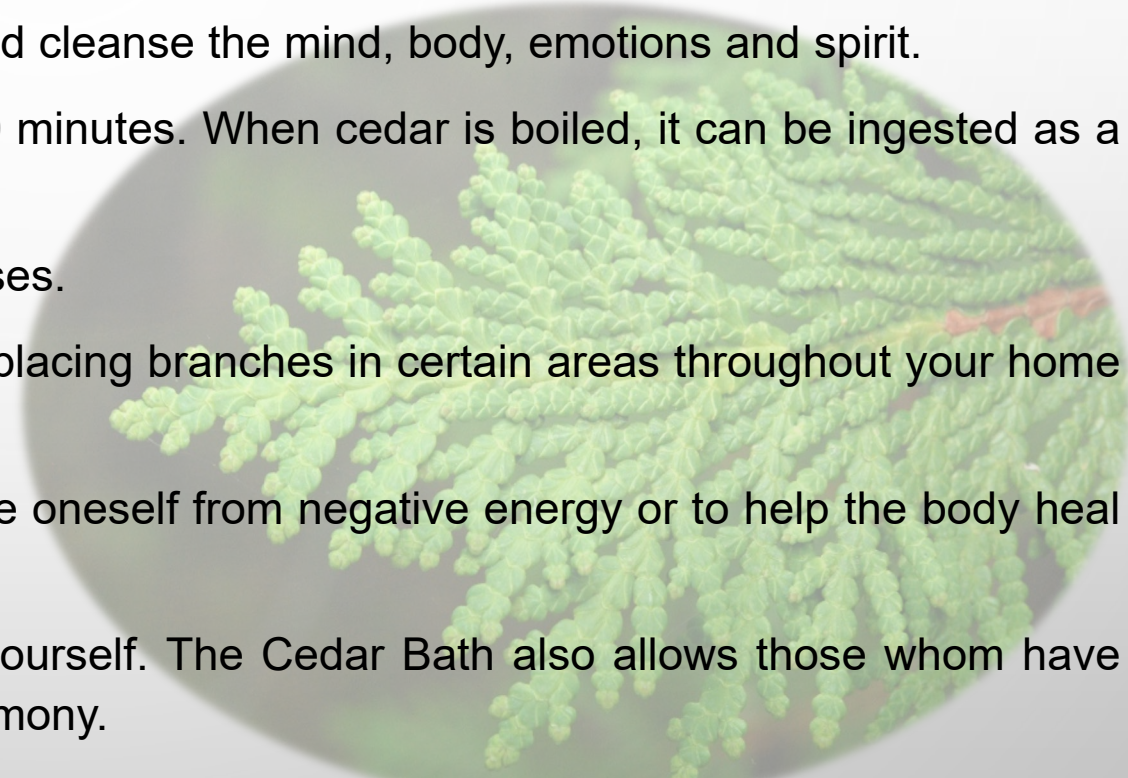 d cleanse the mind, body, emotions and spirit.
minutes. When cedar is boiled, it can be ingested as a
ses.
placing branches in certain areas throughout your home
e oneself from negative energy or to help the body heal
ourself. The Cedar Bath also allows those whom have
mony.